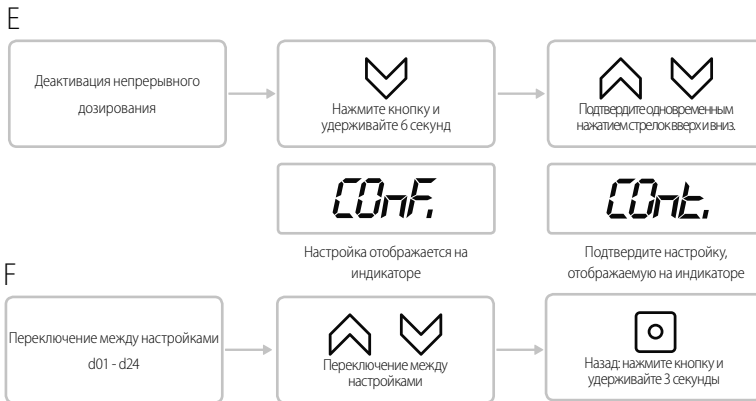 E
Деактивация непрерывного
дозирования
Нажмите кнопку и
удерживайте 6 секунд
Подтвердите одновременным
нажатием стрелок вверх и вниз.
COnF.
COnt.
Настройка отображается на
индикаторе
Подтвердите настройку,
отображаемую на индикаторе
F
Переключение между настройками
d01 - d24
Переключение между
настройками
Назад: нажмите кнопку и
удерживайте 3 секунды